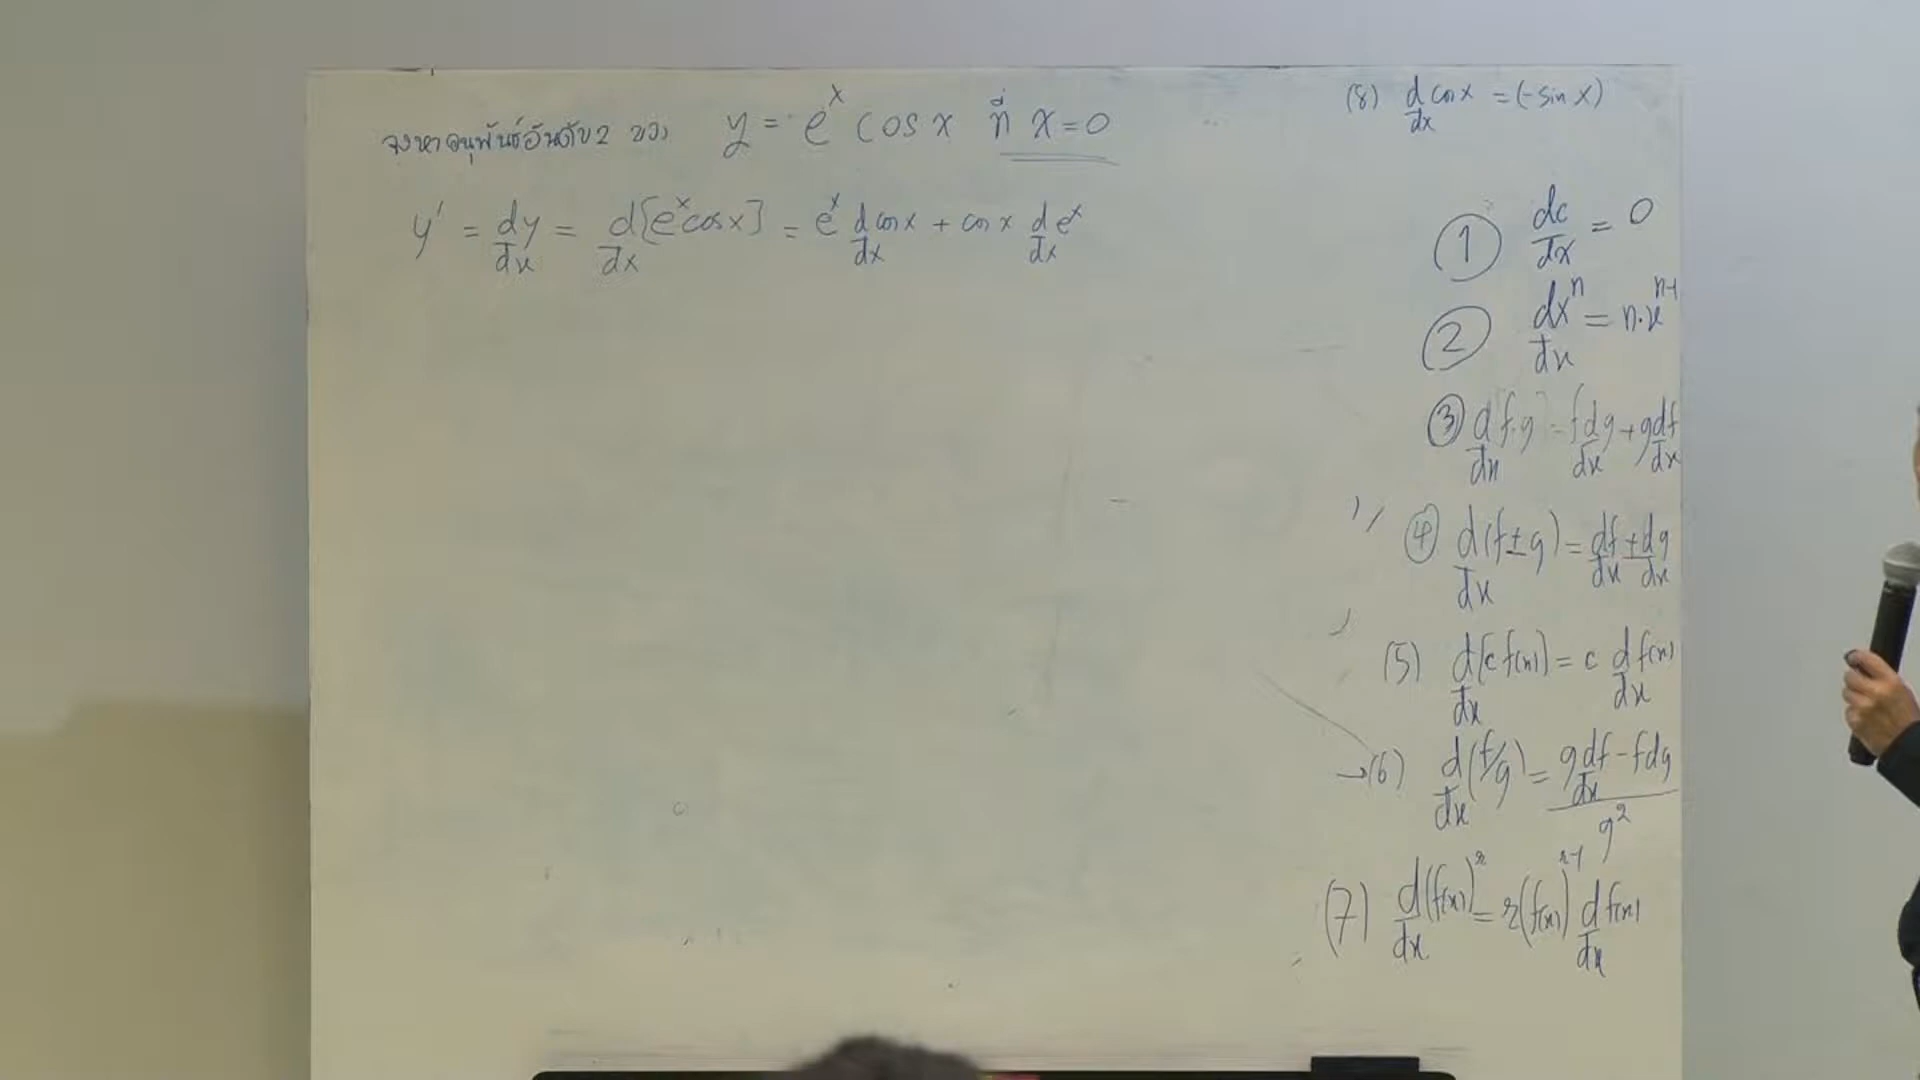 จงหาอนุพันธ์อันดับ 2 ของ y = e^x cos x ที่ x = 0
y' = dy/dx = d/dx [e^x cos x] = e^x d/dx cos x + cos x d/dx e^x
(8) d/dx cos x = (-sin x)
① dc/dx = 0
② dx^n/dx = n·x^(n-1)
③ d/dx f·g = f dg/dx + g df/dx
④ d/dx (f ± g) = df/dx ± dg/dx
(5) d/dx [c f(x)] = c d/dx f(x)
→(6) d/dx (f/g) = (g df/dx - f dg)/g^2
(7) d/dx (f(x))^r = r(f(x))^(r-1) d/dx f(x)